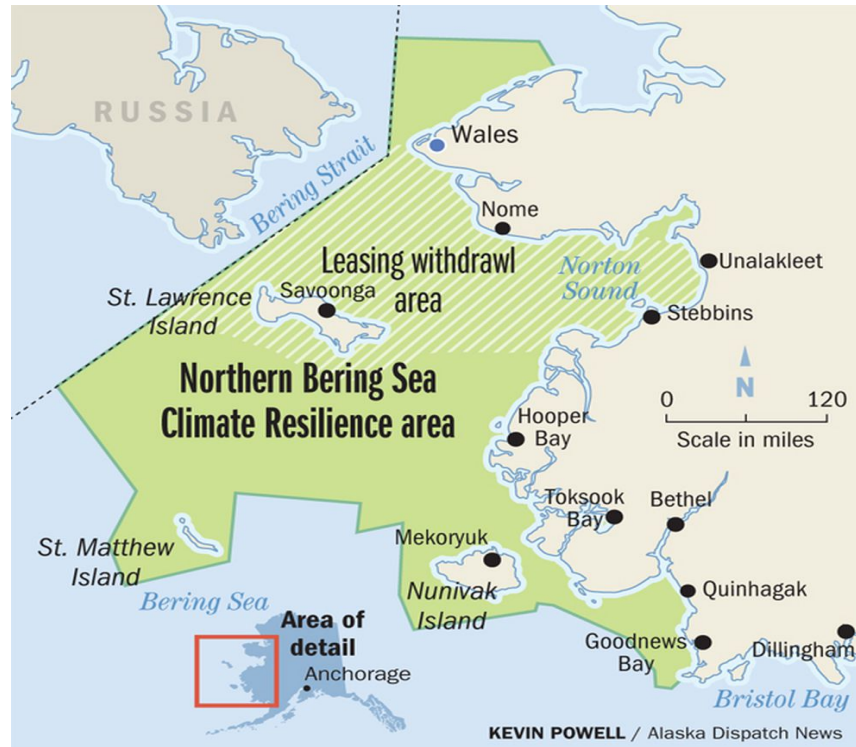 RUSSIA
Wales
Bering Strait
Nome
Leasing withdrawl
area
Norton
Sound
Unalakleet
St. Lawrence
Island
Savoonga
Stebbins
Northern Bering Sea
Climate Resilience area
N
0 120
Scale in miles
Hooper
Bay
Toksook
Bay
Bethel
St. Matthew
Island
Mekoryuk
Nunivak
Island
Quinhagak
Bering Sea
Area of
detail
Anchorage
Goodnews
Bay
Dillingham
Bristol Bay
KEVIN POWELL / Alaska Dispatch News